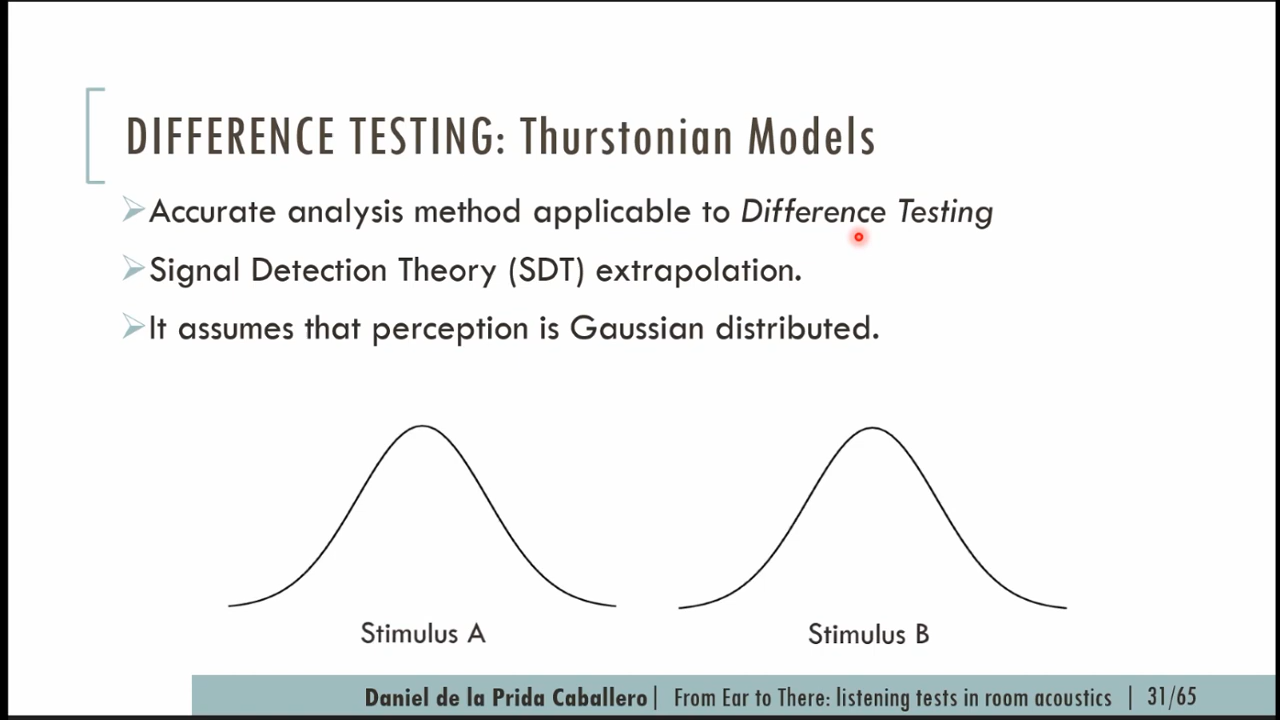 DIFFERENCE TESTING: Thurstonian Models
Accurate analysis method applicable to Difference Testing
Signal Detection Theory (SDT) extrapolation.
It assumes that perception is Gaussian distributed.
Stimulus A
Stimulus B
Daniel de la Prida Caballero| From Ear to There: listening tests in room acoustics | 31/65